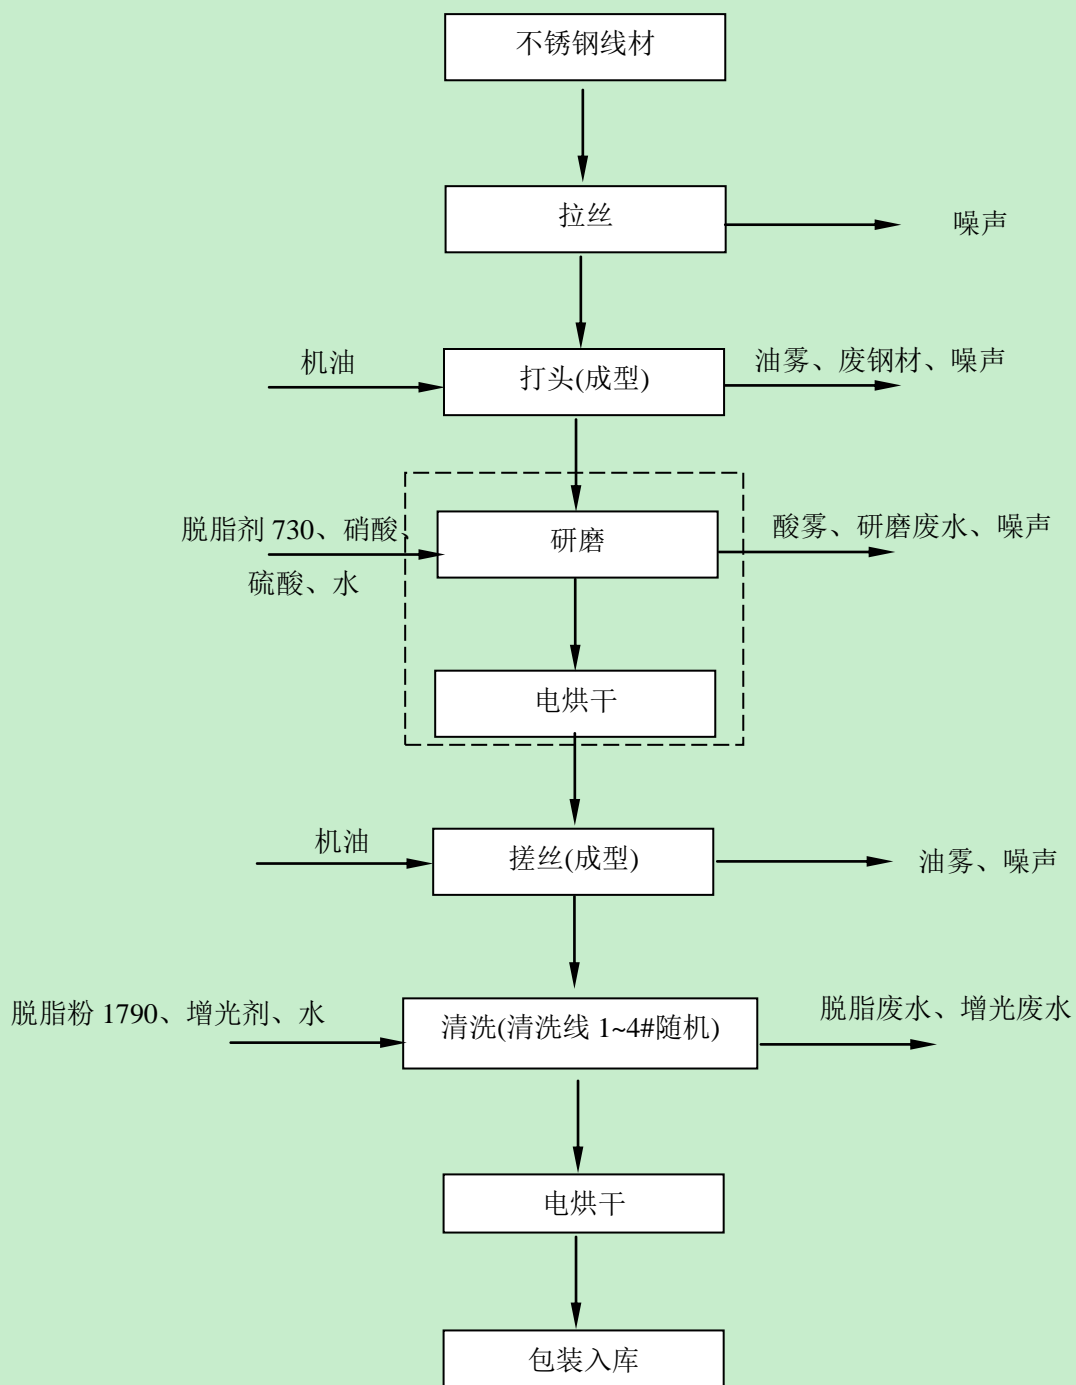 不锈钢线材
拉丝
噪声
机油
打头(成型)
油雾、废钢材、噪声
脱脂剂 730、硝酸、
硫酸、水
研磨
酸雾、研磨废水、噪声
电烘干
机油
搓丝(成型)
油雾、噪声
脱脂粉 1790、增光剂、水
清洗(清洗线 1~4#随机)
脱脂废水、增光废水
电烘干
包装入库